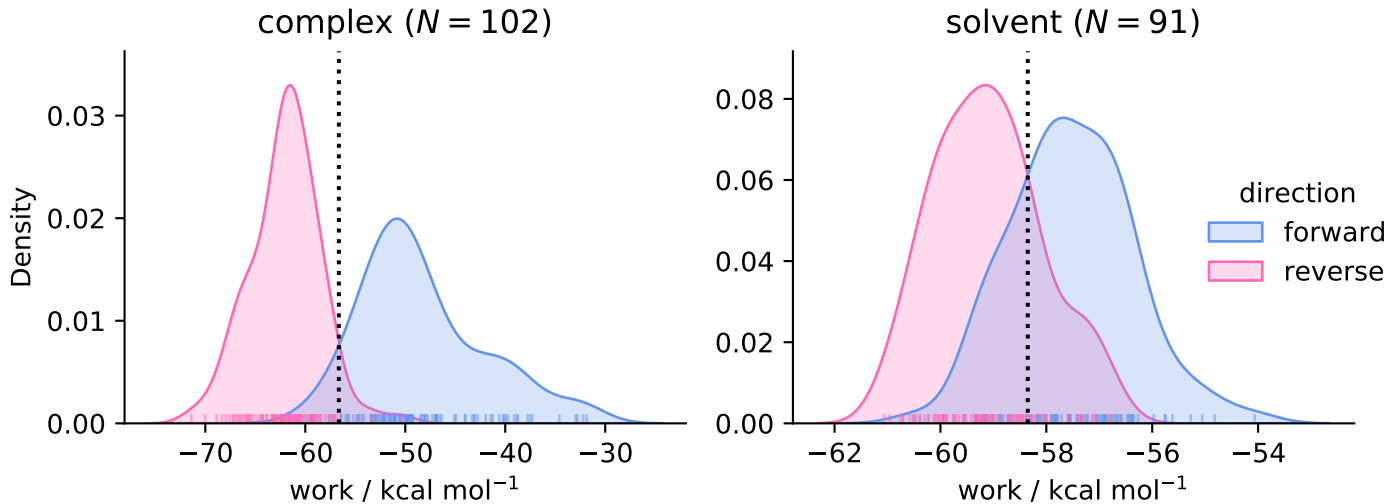 complex (N = 102)
Density
0.03
0.02
0.01
0.00
−70
−60
−50
−40
−30
work / kcal mol⁻¹
solvent (N = 91)
0.08
0.06
0.04
0.02
0.00
−62
−60
−58
−56
−54
work / kcal mol⁻¹
direction
forward
reverse